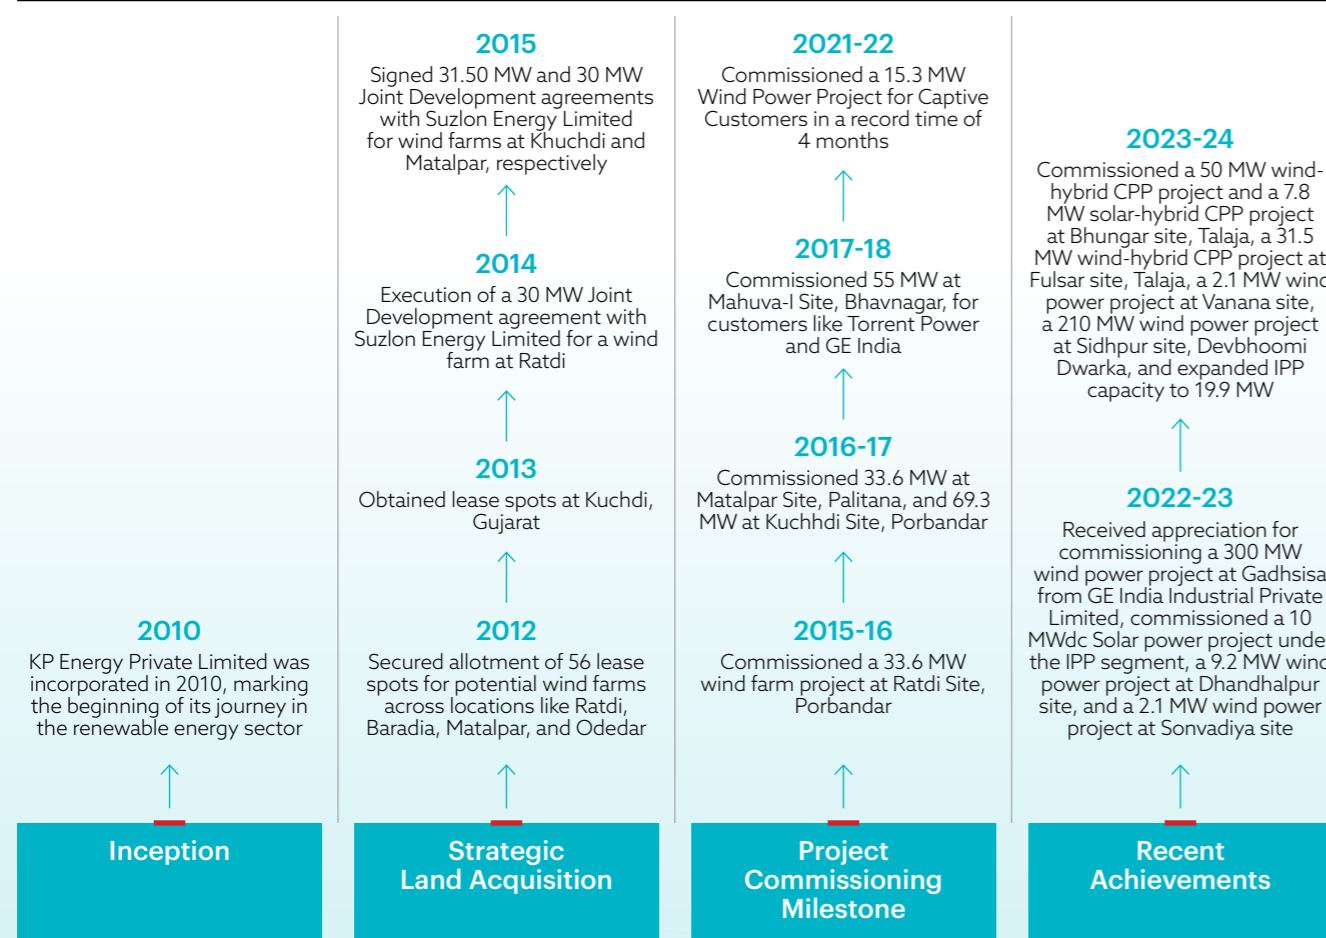 2010
KP Energy Private Limited was
incorporated in 2010, marking
the beginning of its journey in
the renewable energy sector
Inception
2015
Signed 31.50 MW and 30 MW
Joint Development agreements
with Suzlon Energy Limited
for wind farms at Khuchdi and
Matalpar, respectively
2014
Execution of a 30 MW Joint
Development agreement with
Suzlon Energy Limited for a wind
farm at Ratdi
2013
Obtained lease spots at Kuchdi,
Gujarat
2012
Secured allotment of 56 lease
spots for potential wind farms
across locations like Ratdi,
Baradia, Matalpar, and Odedar
Strategic
Land Acquisition
2021-22
Commissioned a 15.3 MW
Wind Power Project for Captive
Customers in a record time of
4 months
2017-18
Commissioned 55 MW at
Mahuva-I Site, Bhavnagar, for
customers like Torrent Power
and GE India
2016-17
Commissioned 33.6 MW at
Matalpar Site, Palitana, and 69.3
MW at Kuchhdi Site, Porbandar
2015-16
Commissioned a 33.6 MW
wind farm project at Ratdi Site,
Porbandar
Project
Commissioning
Milestone
2023-24
Commissioned a 50 MW wind-
hybrid CPP project and a 7.8
MW solar-hybrid CPP project
at Bhungar site, Talaja, a 31.5
MW wind-hybrid CPP project at
Fulsar site, Talaja, a 2.1 MW wind
power project at Vanana site,
a 210 MW wind power project
at Sidhpur site, Devbhoomi
Dwarka, and expanded IPP
capacity to 19.9 MW
2022-23
Received appreciation for
commissioning a 300 MW
wind power project at Gadhsisa
from GE India Industrial Private
Limited, commissioned a 10
MWdc Solar power project under
the IPP segment, a 9.2 MW wind
power project at Dhandhalpur
site, and a 2.1 MW wind power
project at Sonvadiya site
Recent
Achievements